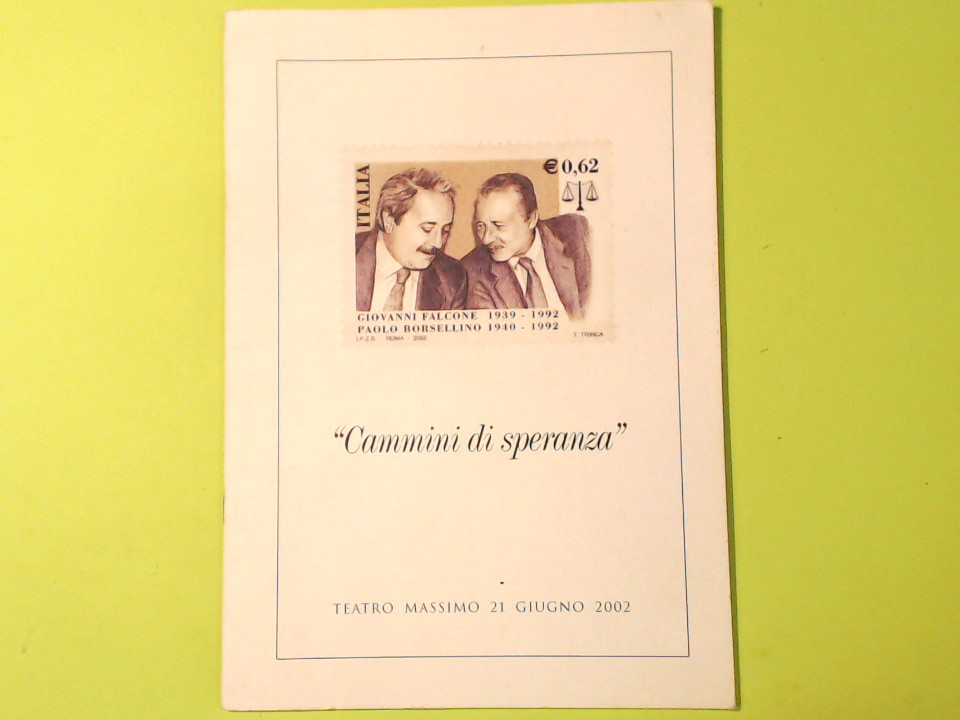 ITALIA
€0,62
GIOVANNI FALCONE 1939 - 1992
PAOLO BORSELLINO 1940 - 1992
I.P.Z.S. ROMA - 2002 T. TRINCA
“Cammini di speranza”
TEATRO MASSIMO 21 GIUGNO 2002